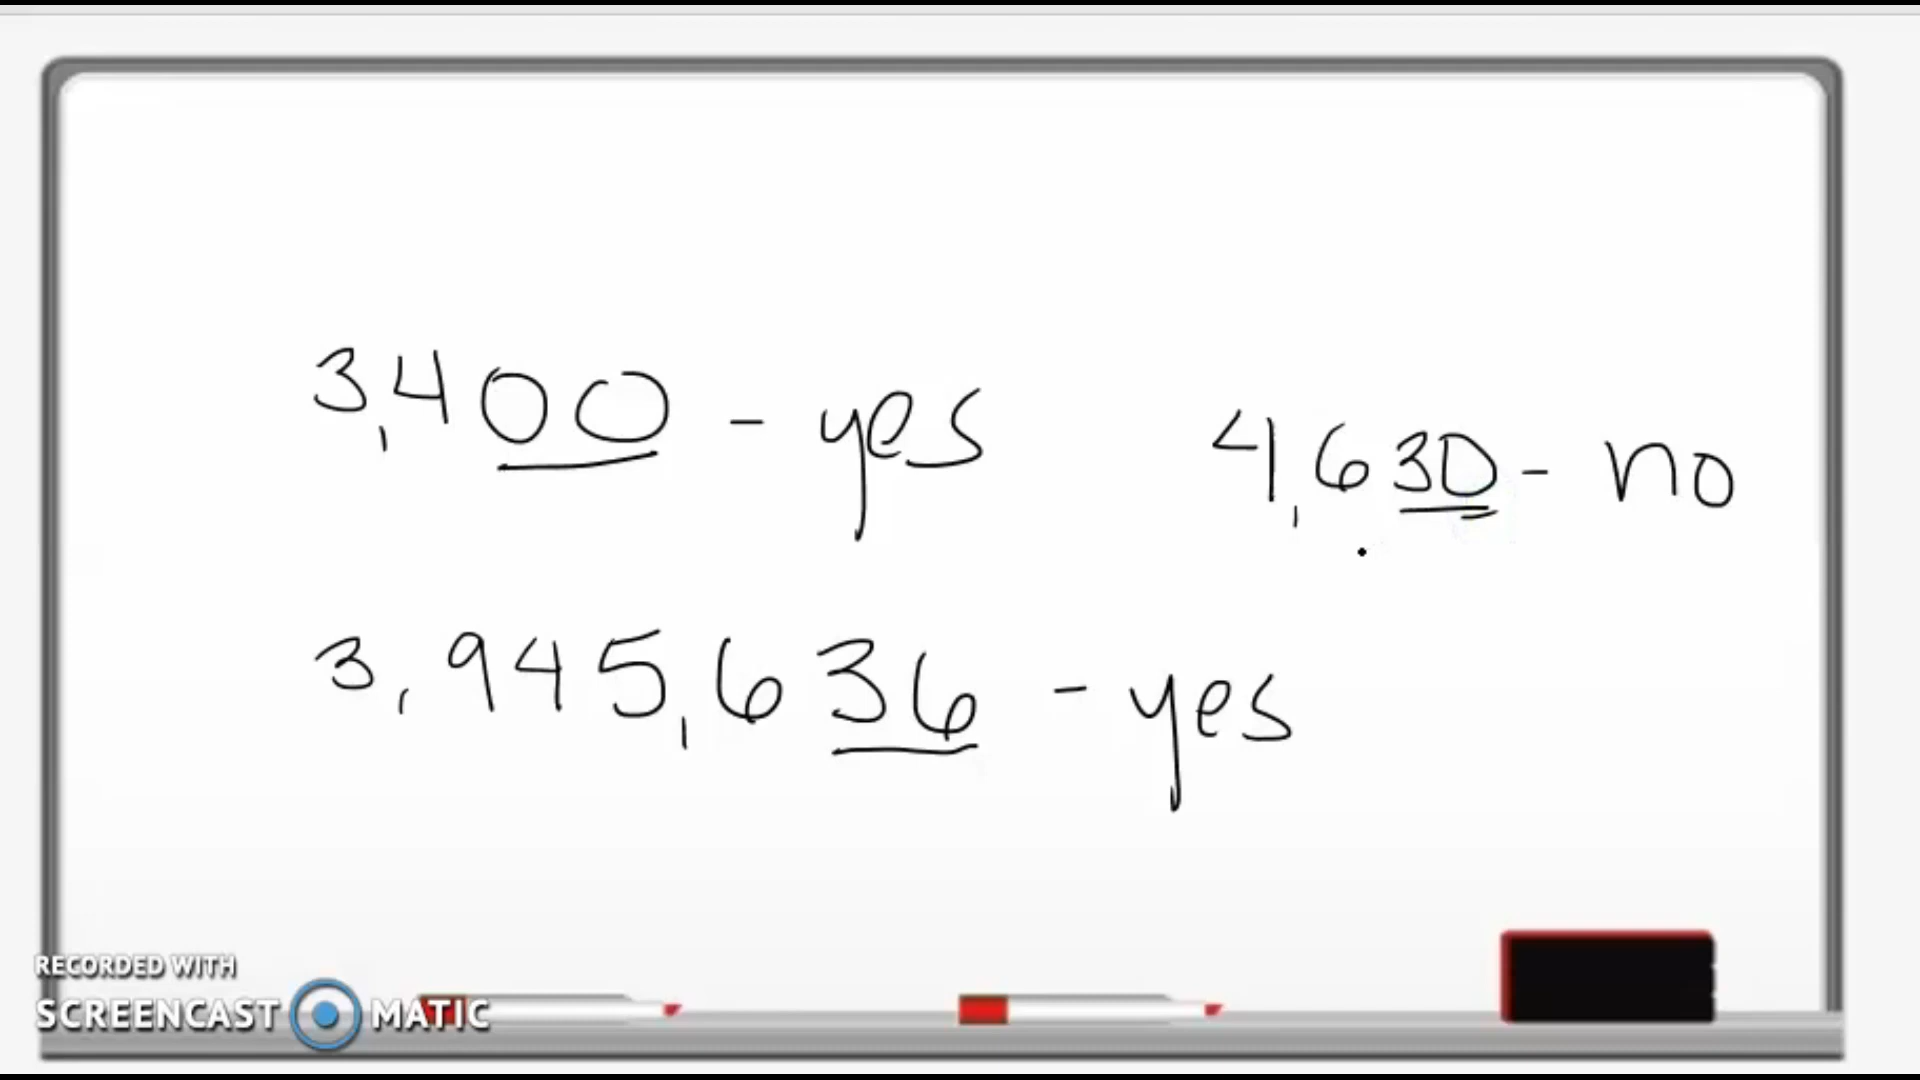 3,400 - yes
4,630 - no
3,945,636 - yes
RECORDED WITH
SCREENCAST MATIC